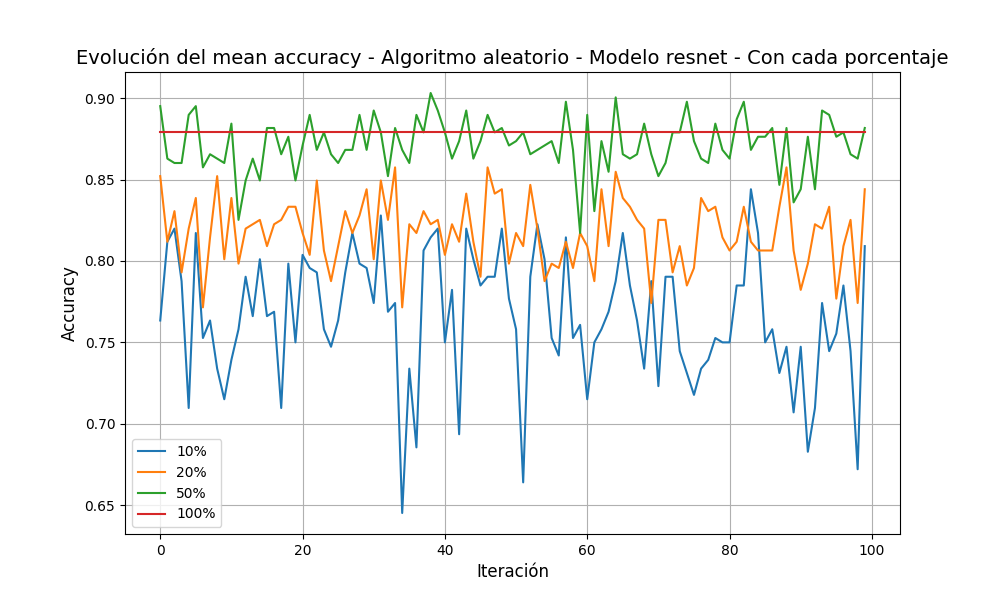 Evolución del mean accuracy - Algoritmo aleatorio - Modelo resnet - Con cada porcentaje
Accuracy
0.90
0.85
0.80
0.75
0.70
0.65
10%
20%
50%
100%
0 20 40 60 80 100
Iteración